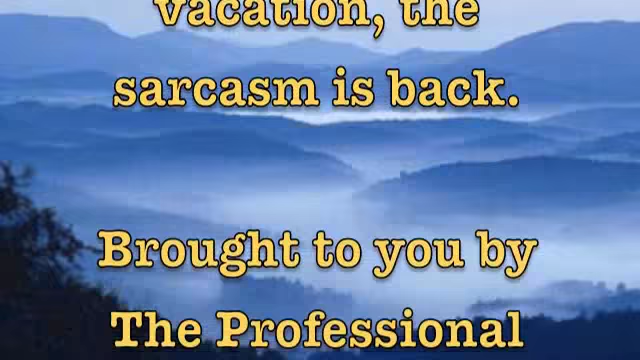 vacation, the
sarcasm is back.
Brought to you by
The Professional